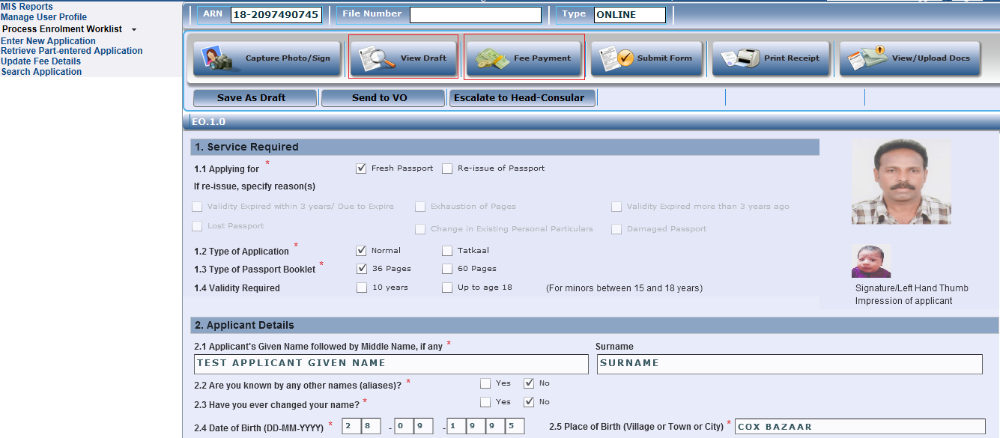 MIS Reports
Manage User Profile
Process Enrolment Worklist
Enter New Application
Retrieve Part-entered Application
Update Fee Details
Search Application
ARN 18-2097490745 File Number Type ONLINE
Capture Photo/Sign View Draft Fee Payment Submit Form Print Receipt View/Upload Docs
Save As Draft Send to VO Escalate to Head-Consular
EO.1.0
1. Service Required
1.1 Applying for * Fresh Passport Re-issue of Passport
If re-issue, specify reason(s)
Validity Expired within 3 years/ Due to Expire Exhaustion of Pages Validity Expired more than 3 years ago
Lost Passport Change in Existing Personal Particulars Damaged Passport
1.2 Type of Application * Normal Tatkaal
1.3 Type of Passport Booklet * 36 Pages 60 Pages
1.4 Validity Required 10 years Up to age 18 (For minors between 15 and 18 years)
Signature/Left Hand Thumb
Impression of applicant
2. Applicant Details
2.1 Applicant's Given Name followed by Middle Name, if any * Surname
TEST APPLICANT GIVEN NAME SURNAME
2.2 Are you known by any other names (aliases)? * Yes No
2.3 Have you ever changed your name? * Yes No
2.4 Date of Birth (DD-MM-YYYY) * 2 8 - 0 9 - 1 9 9 5 2.5 Place of Birth (Village or Town or City) * COX BAZAAR